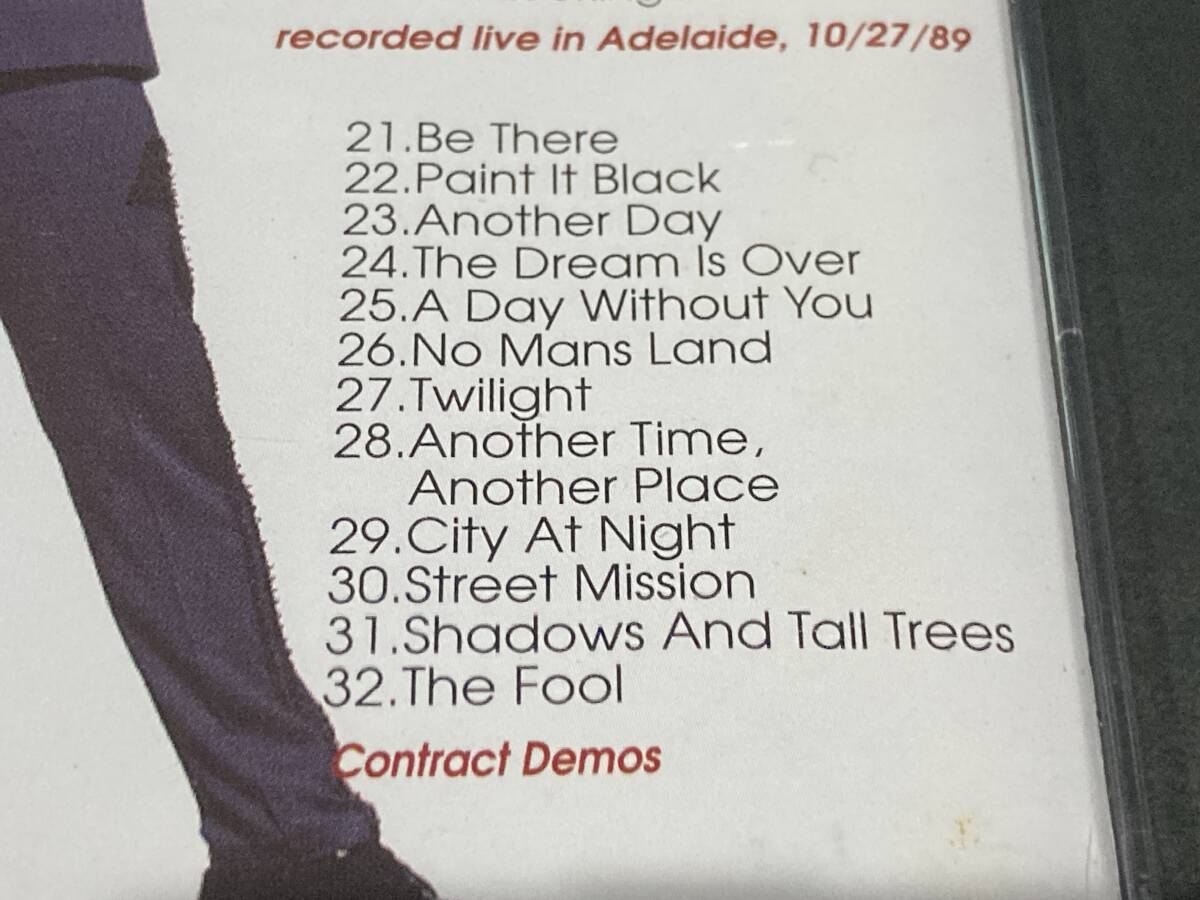 recorded live in Adelaide, 10/27/89
21.Be There
22.Paint It Black
23.Another Day
24.The Dream Is Over
25.A Day Without You
26.No Mans Land
27.Twilight
28.Another Time,
Another Place
29.City At Night
30.Street Mission
31.Shadows And Tall Trees
32.The Fool
Contract Demos